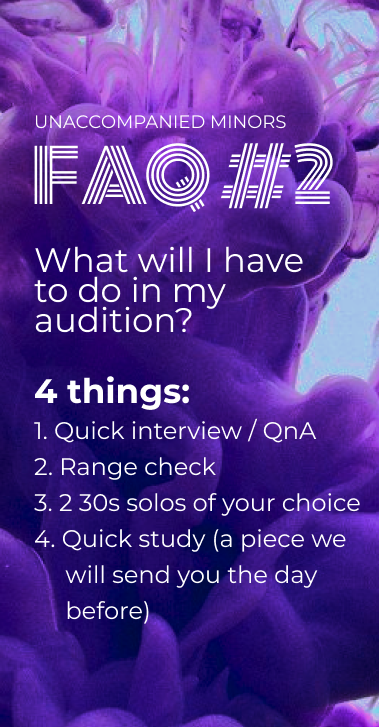 UNACCOMPANIED MINORS
FAQ #2
What will I have
to do in my
audition?
4 things:
1. Quick interview / QnA
2. Range check
3. 2 30s solos of your choice
4. Quick study (a piece we
will send you the day
before)